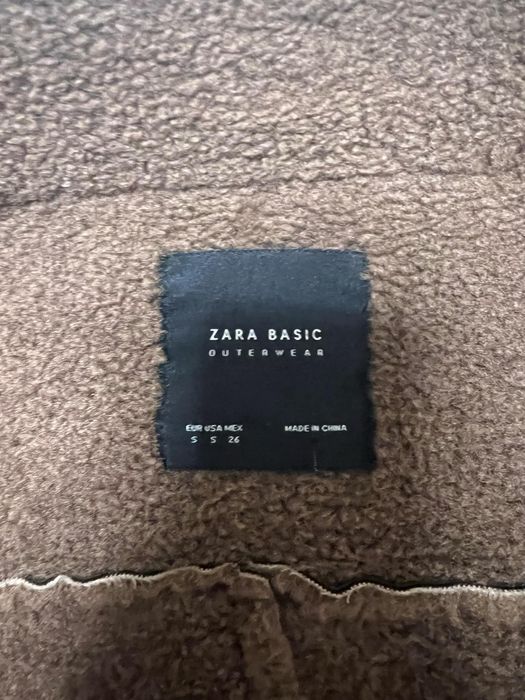 ZARA BASIC
OUTERWEAR
EUR USA MEX MADE IN CHINA
S S 26